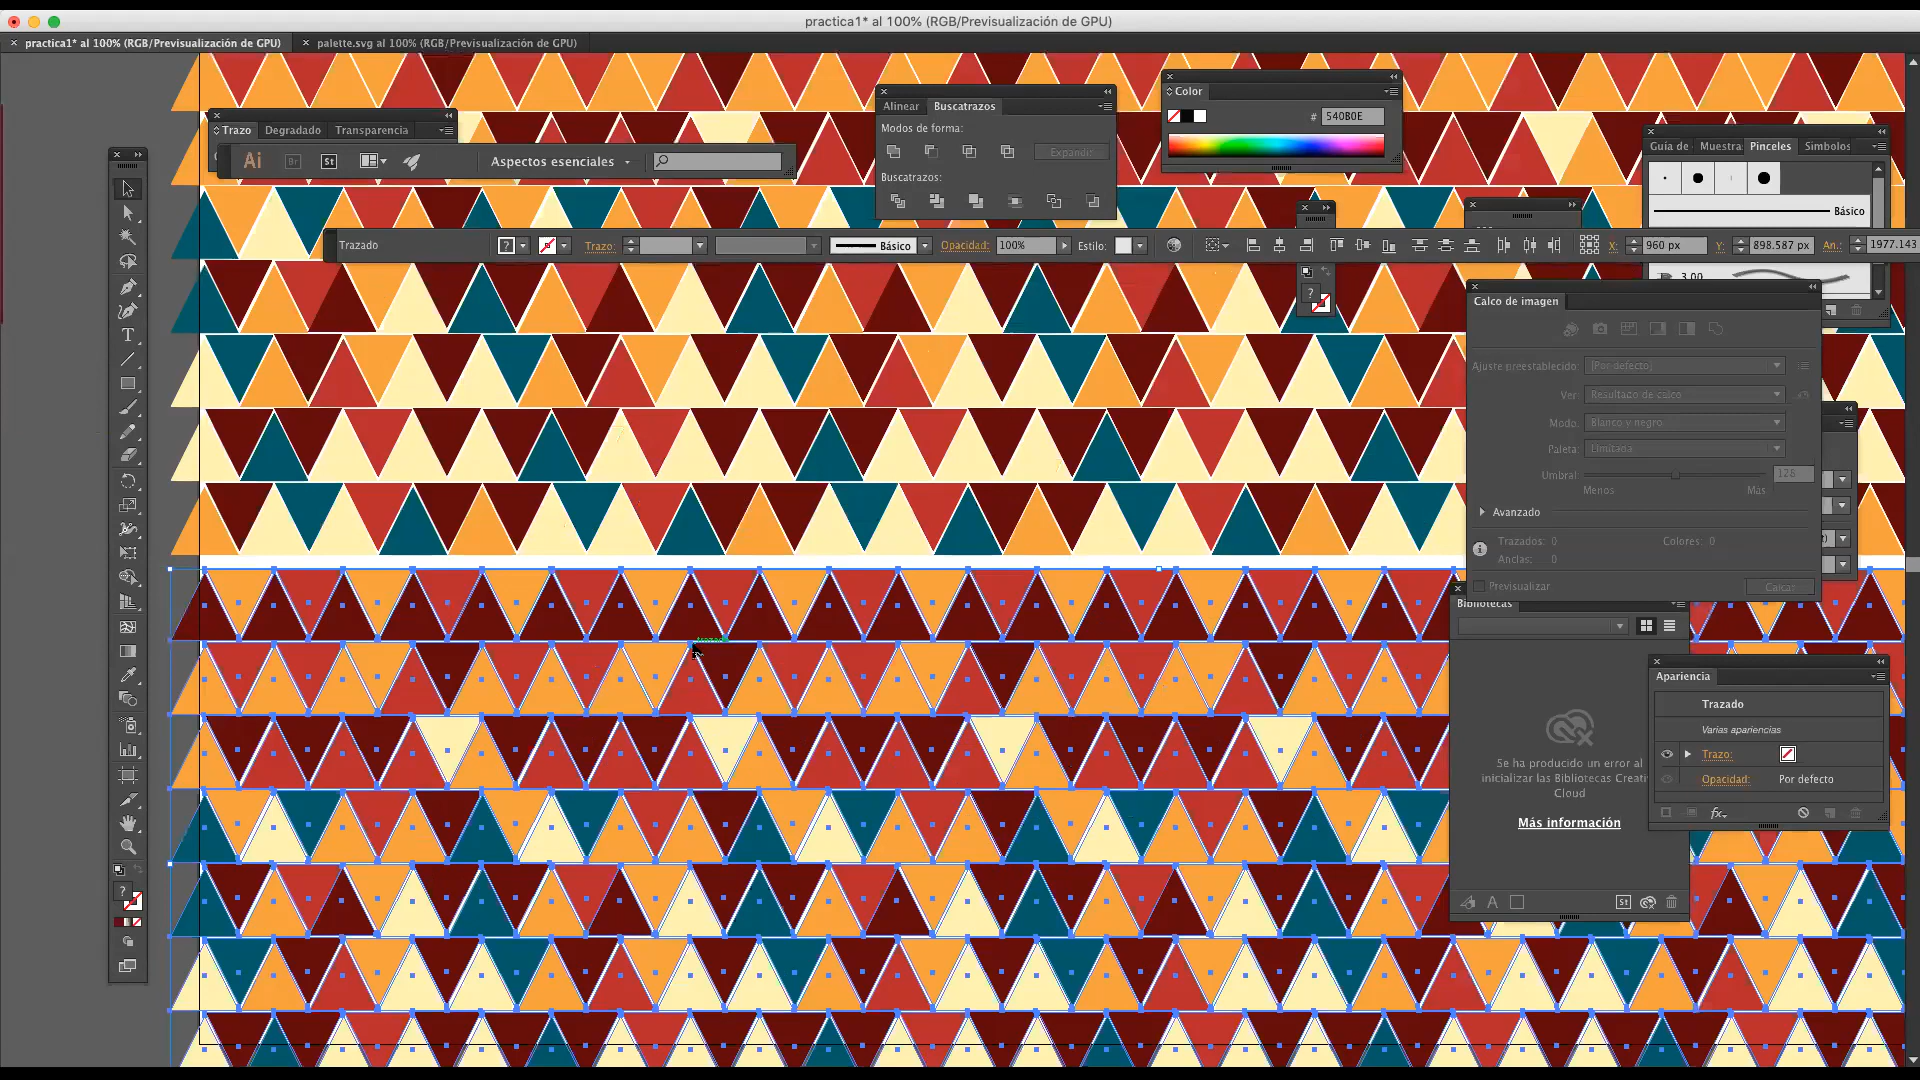 practica1* al 100% (RGB/Previsualización de GPU)
practica1* al 100% (RGB/Previsualización de GPU)
palette.svg al 100% (RGB/Previsualización de GPU)
Trazo
Degradado
Transparencia
Ai
Br
St
Aspectos esenciales
Alinear
Buscatrazos
Modos de forma:
Expandir
Buscatrazos:
Color
#
540B0E
Guía de
Muestra
Pinceles
Símbolos
Básico
3.00
Trazado
?
Trazo:
Básico
Opacidad:
100%
Estilo:
X:
960 px
Y:
898.587 px
An.:
1977.143
?
Calco de imagen
Ajuste preestablecido:
[Por defecto]
Ver:
Resultado de calco
Modo:
Blanco y negro
Paleta:
Limitada
Umbral:
128
Menos
Más
Avanzado
Trazados: 0
Colores: 0
Anclas: 0
Previsualizar
Calcar
Bibliotecas
Se ha producido un error al
inicializar las Bibliotecas Creati
Cloud
Más información
St
Apariencia
Trazado
Varias apariencias
Trazo:
Opacidad:
Por defecto
fx
T
?